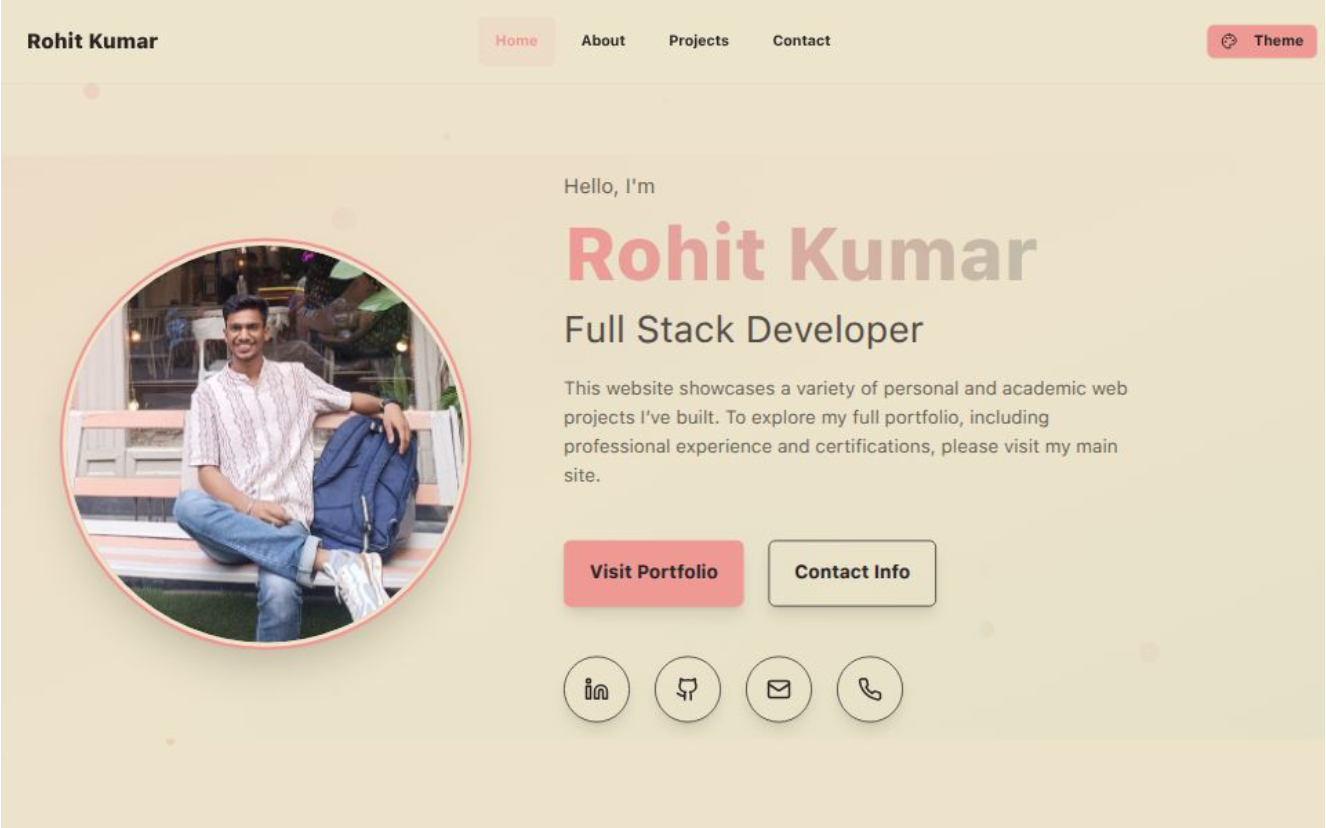 Rohit Kumar
Home
About
Projects
Contact
Theme
Hello, I'm
Rohit Kumar
Full Stack Developer
This website showcases a variety of personal and academic web
projects I've built. To explore my full portfolio, including
professional experience and certifications, please visit my main
site.
Visit Portfolio
Contact Info
in